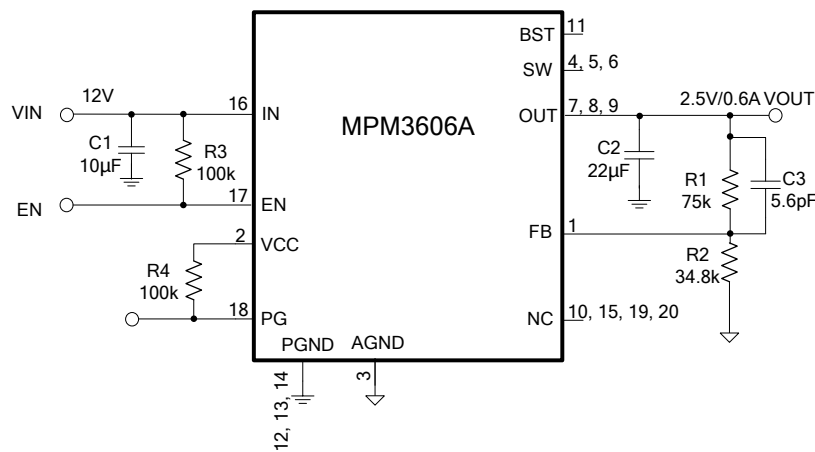 BST
11
SW
4, 5, 6
VIN
12V
16
IN
MPM3606A
OUT
7, 8, 9
2.5V/0.6A VOUT
C1
10µF
R3
100k
C2
22µF
R1
75k
C3
5.6pF
EN
17
EN
2
VCC
FB
1
R2
34.8k
R4
100k
18
PG
NC
10, 15, 19, 20
PGND
AGND
12, 13, 14
3